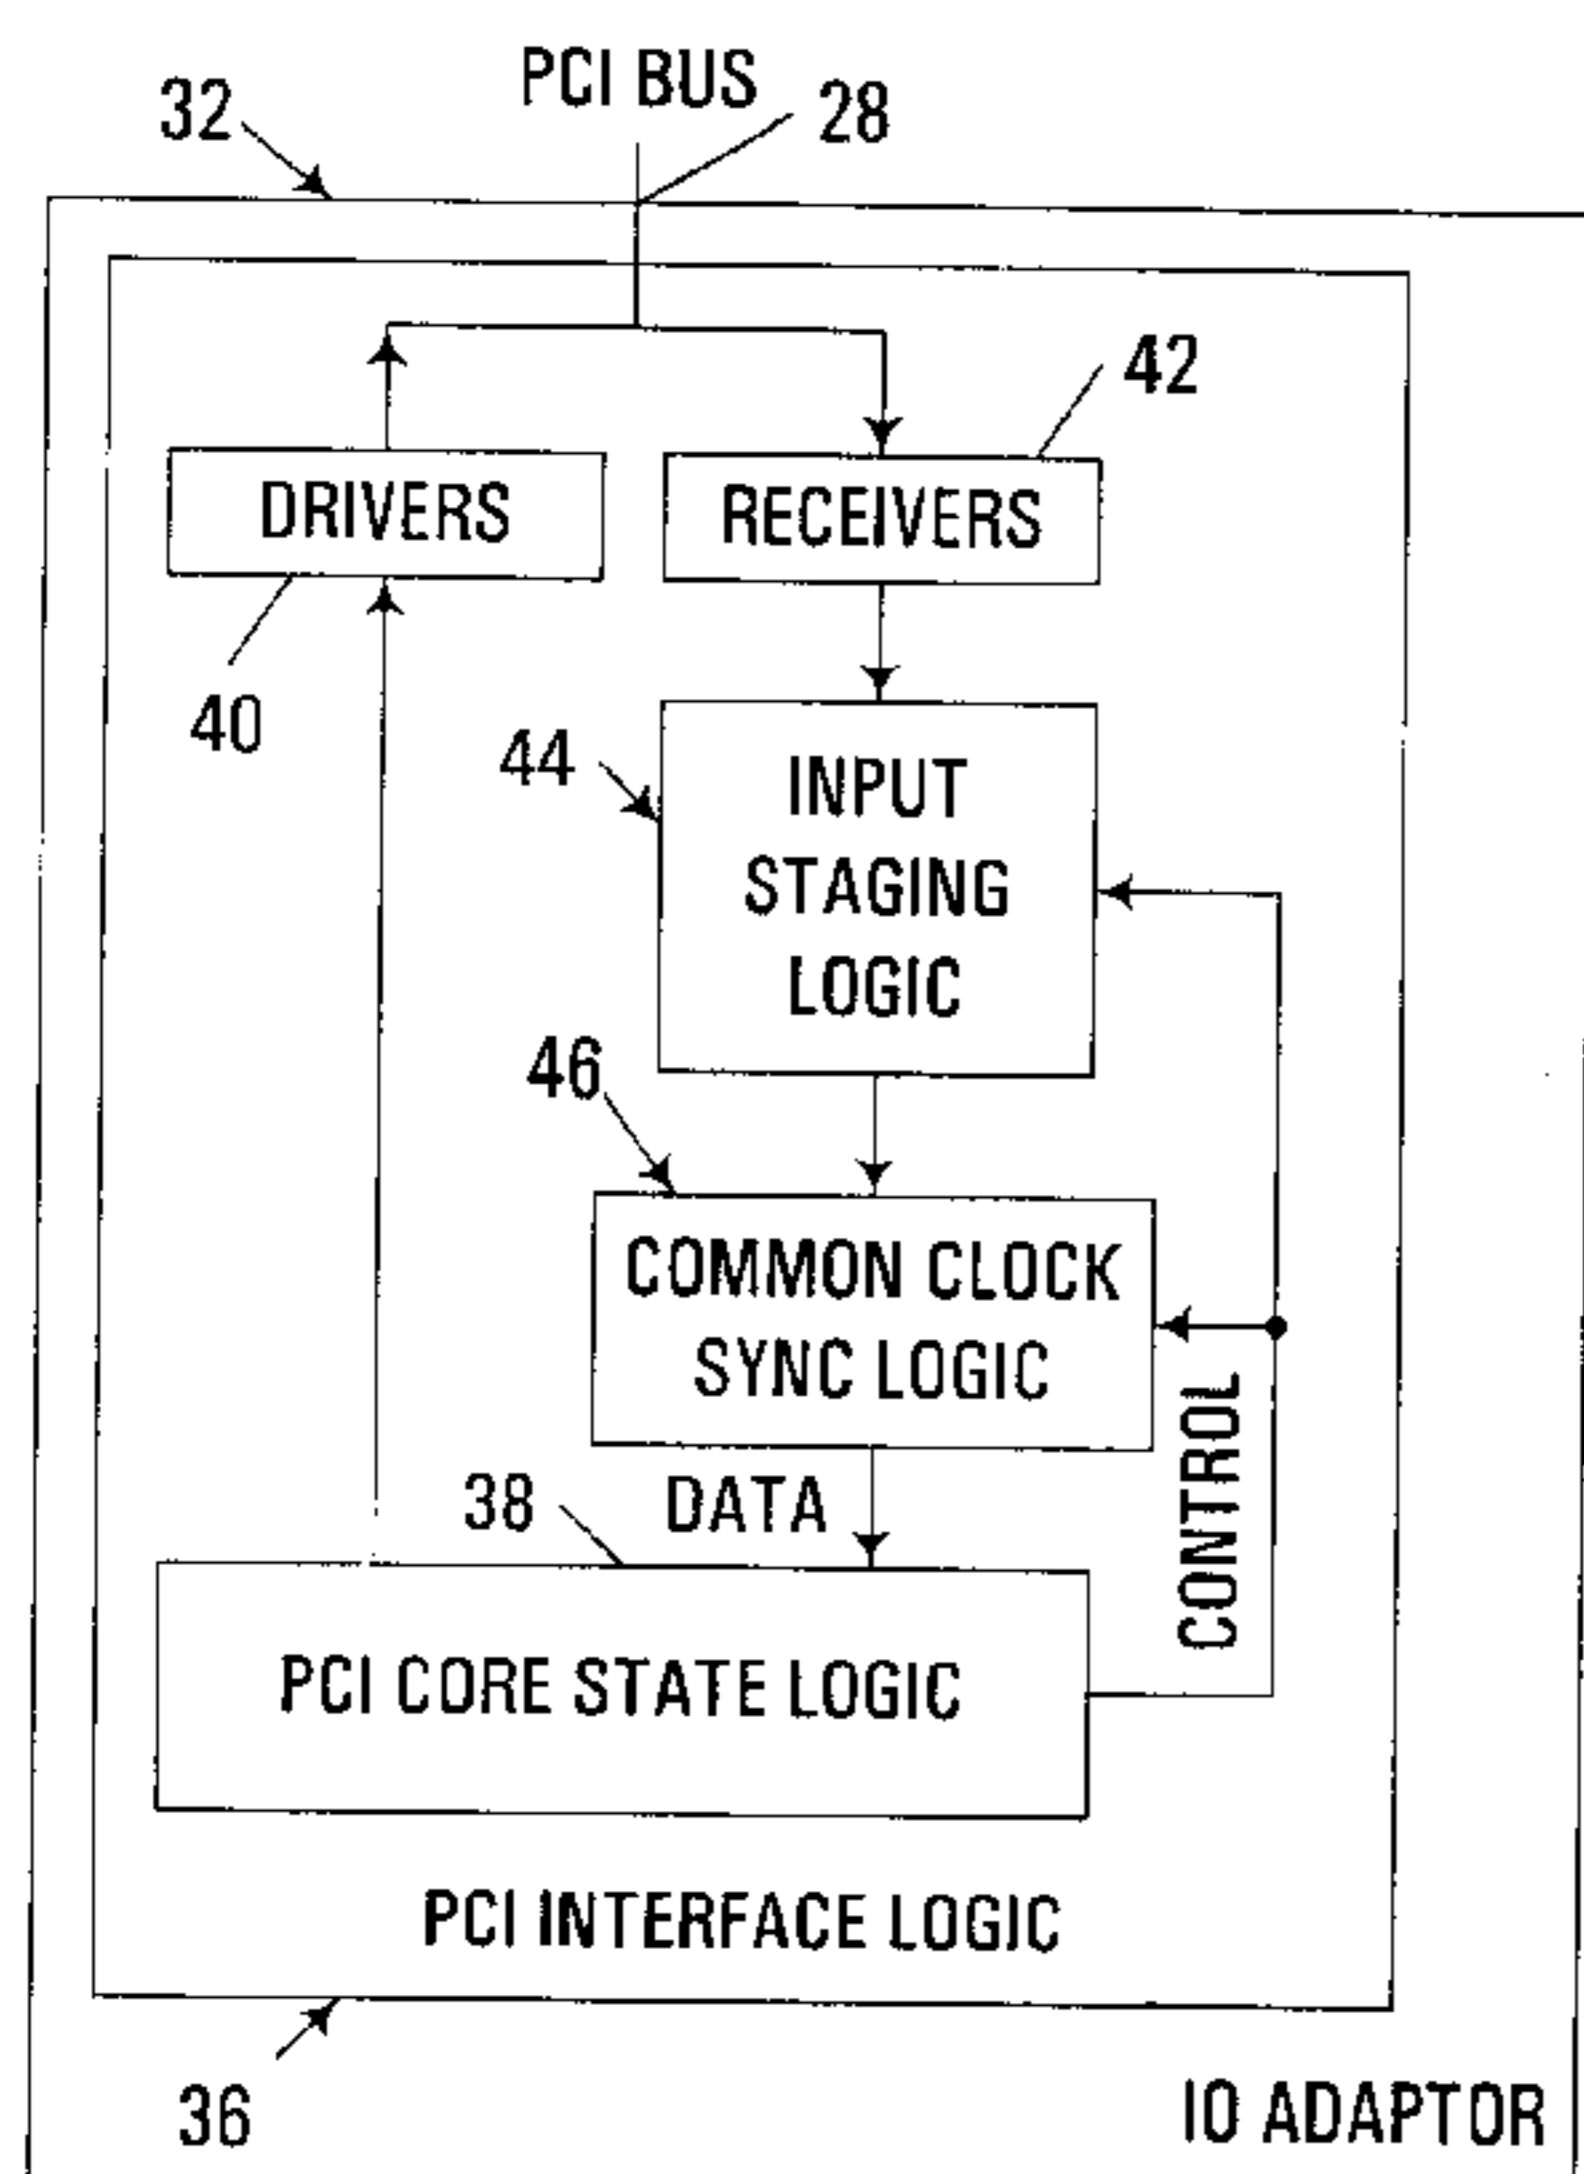 PCI BUS
32
28
42
DRIVERS
RECEIVERS
40
44
INPUT
STAGING
LOGIC
46
COMMON CLOCK
SYNC LOGIC
CONTROL
38
DATA
PCI CORE STATE LOGIC
PCI INTERFACE LOGIC
36
IO ADAPTOR